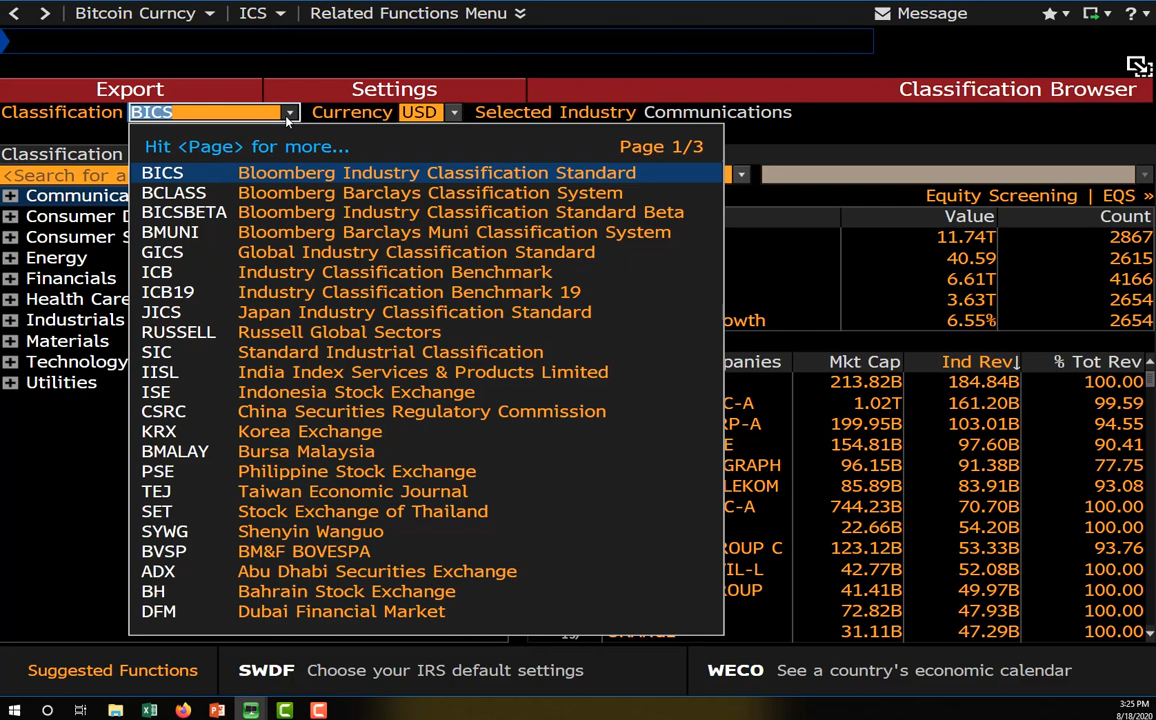 Bitcoin Curncy ICS Related Functions Menu Message ?
Export Settings Classification Browser
Classification BICS Currency USD Selected Industry Communications
Hit <Page> for more... Page 1/3
Classification
<Search for a
BICS Bloomberg Industry Classification Standard
BCLASS Bloomberg Barclays Classification System
BICSBETA Bloomberg Industry Classification Standard Beta
BMUNI Bloomberg Barclays Muni Classification System
GICS Global Industry Classification Standard
ICB Industry Classification Benchmark
ICB19 Industry Classification Benchmark 19
JICS Japan Industry Classification Standard
RUSSELL Russell Global Sectors
SIC Standard Industrial Classification
IISL India Index Services & Products Limited
ISE Indonesia Stock Exchange
CSRC China Securities Regulatory Commission
KRX Korea Exchange
BMALAY Bursa Malaysia
PSE Philippine Stock Exchange
TEJ Taiwan Economic Journal
SET Stock Exchange of Thailand
SYWG Shenyin Wanguo
BVSP BM&F BOVESPA
ADX Abu Dhabi Securities Exchange
BH Bahrain Stock Exchange
DFM Dubai Financial Market
Communica
Consumer D
Consumer S
Energy
Financials
Health Care
Industrials
Materials
Technology
Utilities
Equity Screening | EQS »
Value Count
11.74T 2867
40.59 2615
6.61T 4166
3.63T 2654
owth 6.55% 2654
panies Mkt Cap Ind Rev↓ % Tot Rev
213.82B 184.84B 100.00
C-A 1.02T 161.20B 99.59
RP-A 199.95B 103.01B 94.55
E 154.81B 97.60B 90.41
GRAPH 96.15B 91.38B 77.75
LEKOM 85.89B 83.91B 93.08
C-A 744.23B 70.70B 100.00
22.66B 54.20B 100.00
ROUP C 123.12B 53.33B 93.76
VIL-L 42.77B 52.08B 100.00
OUP 41.41B 49.97B 100.00
72.82B 47.93B 100.00
31.11B 47.29B 100.00
Suggested Functions SWDF Choose your IRS default settings WECO See a country's economic calendar
3:25 PM
8/18/2020